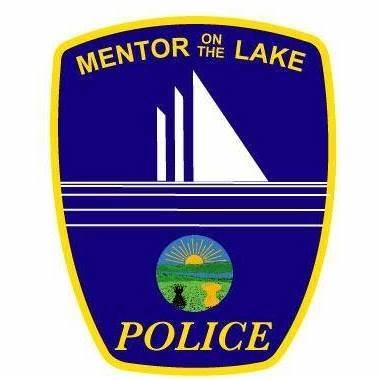 MENTOR ON THE LAKE
POLICE